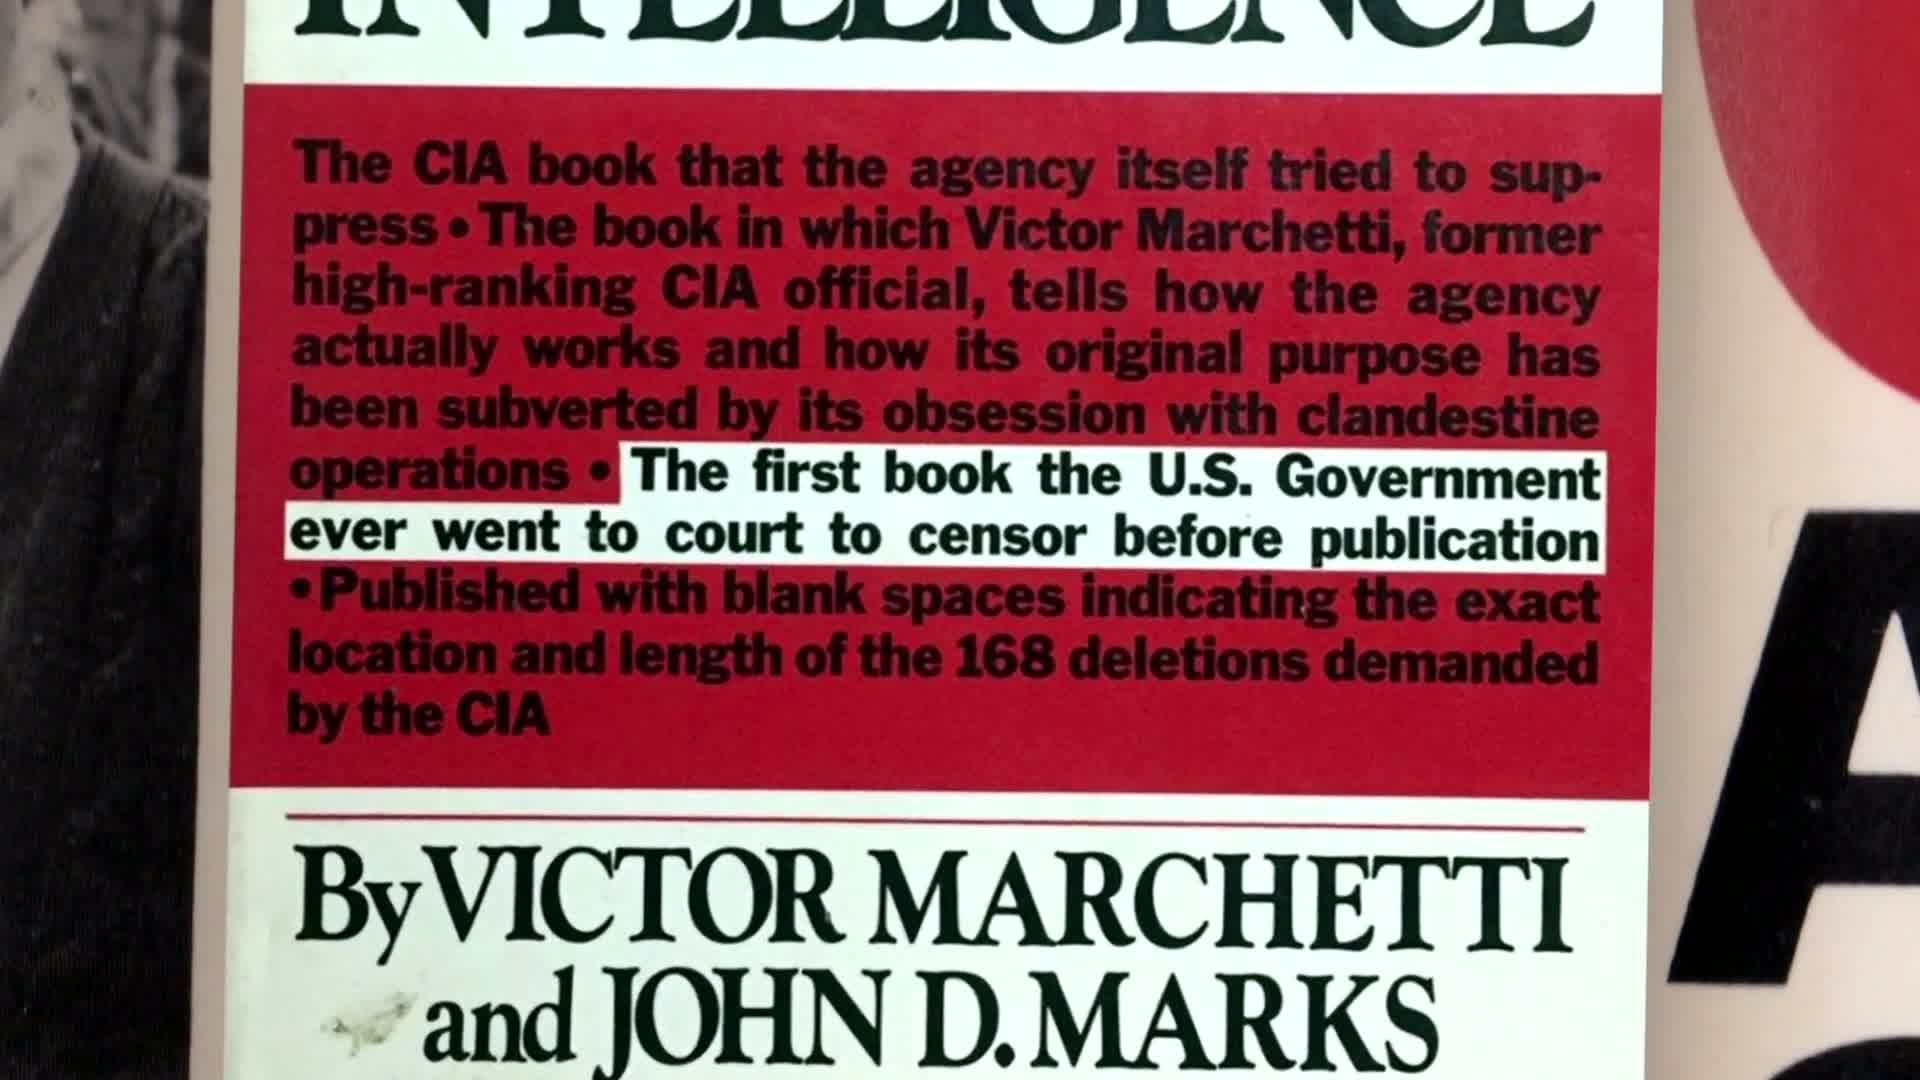 INTELLIGENCE
The CIA book that the agency itself tried to sup-
press • The book in which Victor Marchetti, former
high-ranking CIA official, tells how the agency
actually works and how its original purpose has
been subverted by its obsession with clandestine
operations • The first book the U.S. Government
ever went to court to censor before publication
• Published with blank spaces indicating the exact
location and length of the 168 deletions demanded
by the CIA
By VICTOR MARCHETTI
and JOHN D. MARKS
A